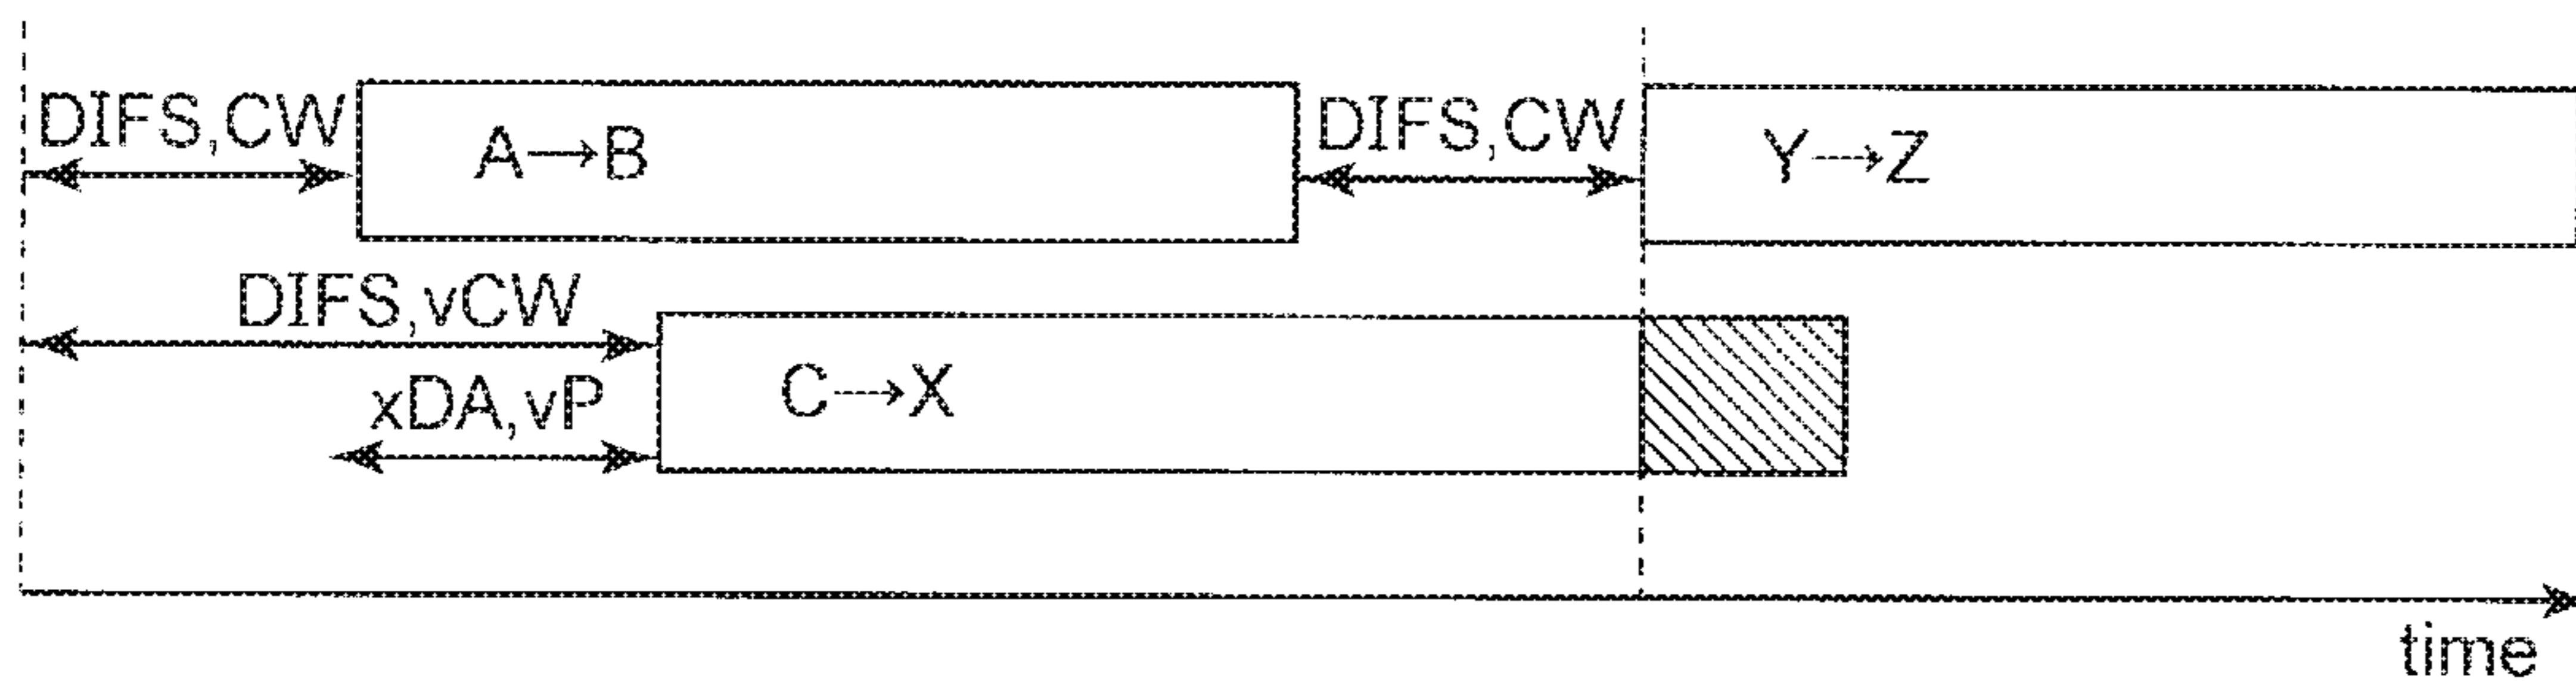 DIFS,CW
A→B
DIFS,CW
Y→Z
DIFS,vCW
xDA,vP
C→X
time